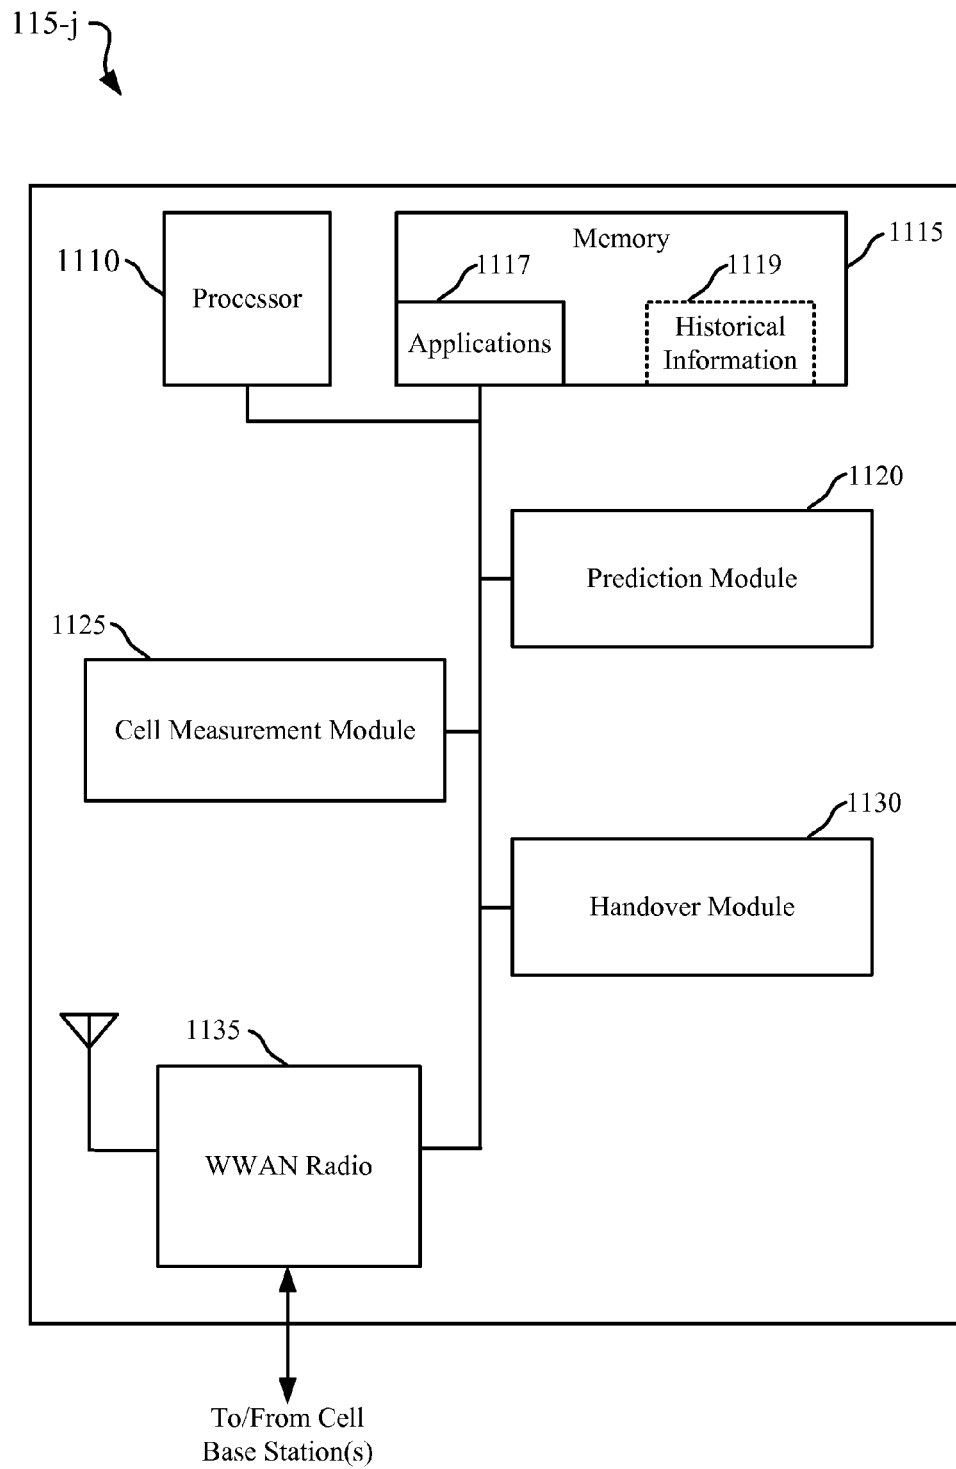 115-j
1110
Processor
Memory
1115
1117
1119
Applications
Historical
Information
1120
Prediction Module
1125
Cell Measurement Module
1130
Handover Module
1135
WWAN Radio
To/From Cell
Base Station(s)